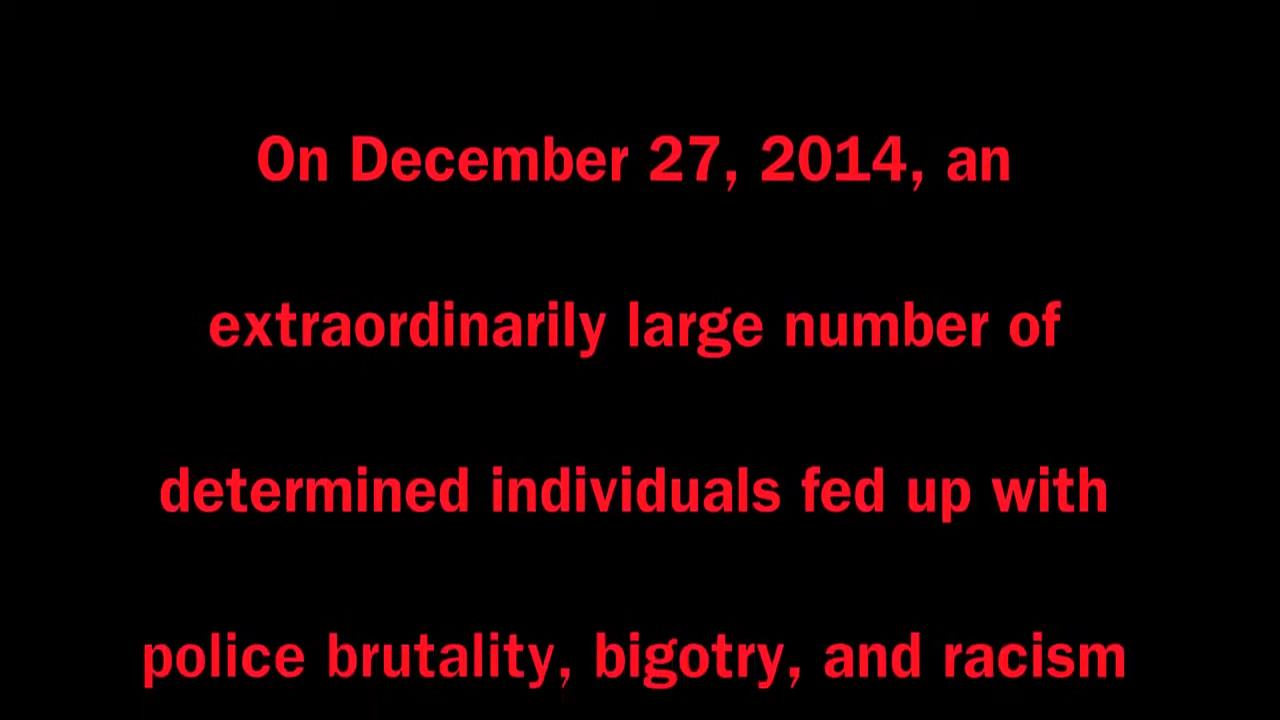 On December 27, 2014, an
extraordinarily large number of
determined individuals fed up with
police brutality, bigotry, and racism